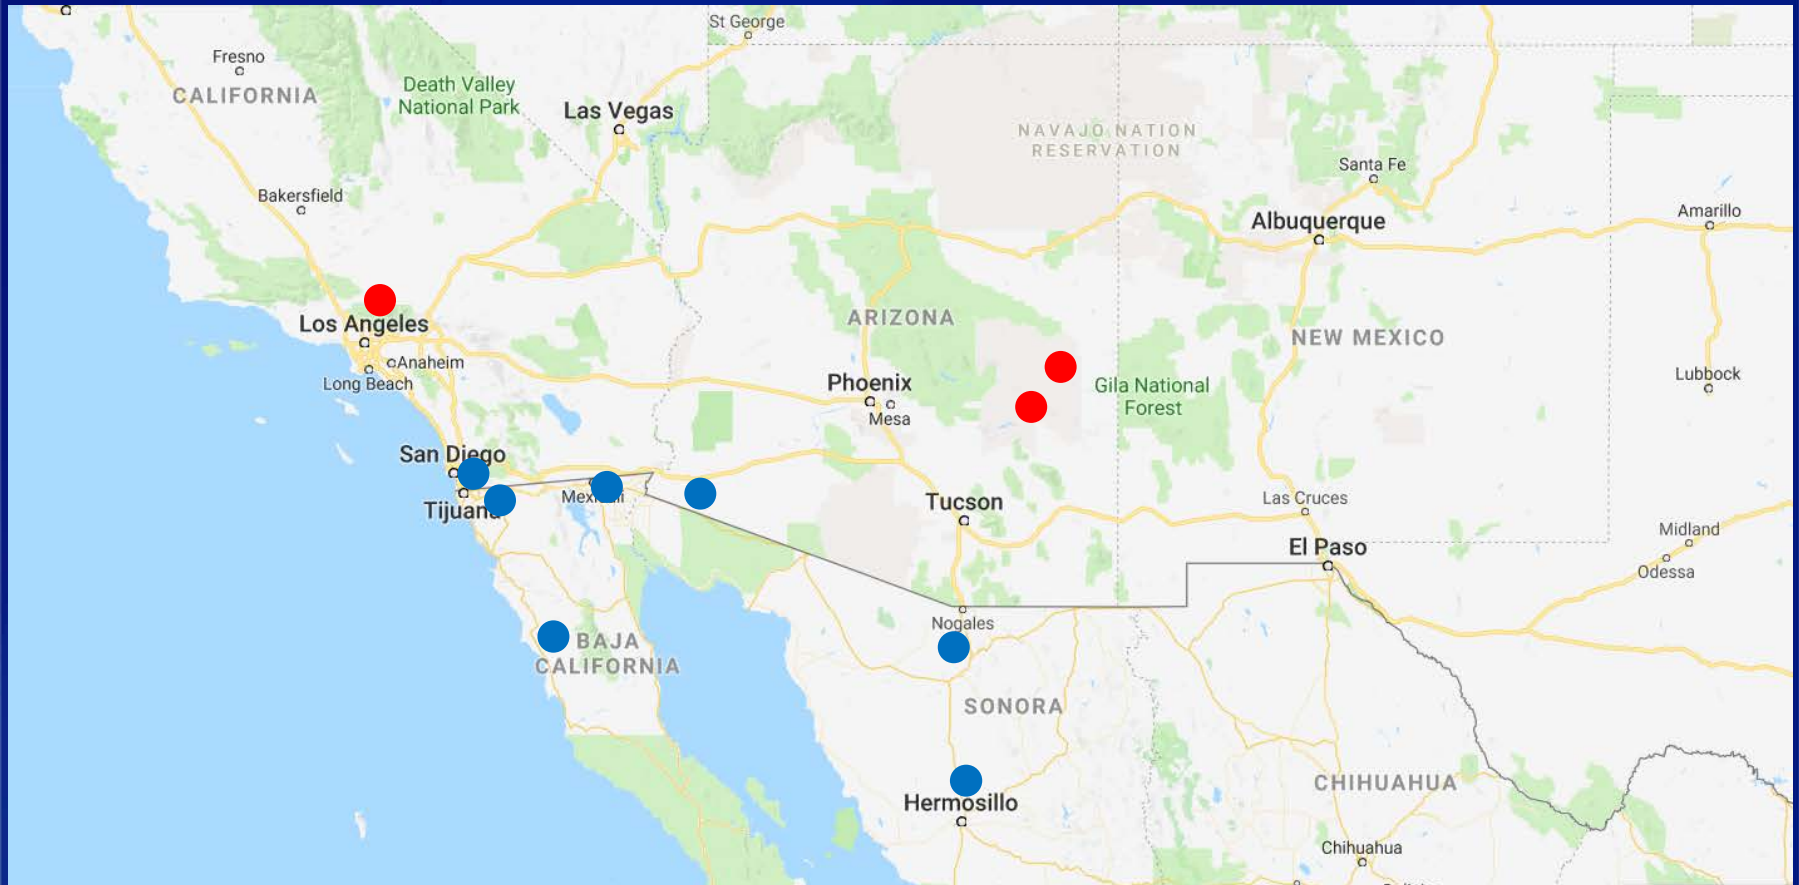 St George
Fresno
CALIFORNIA
Death Valley
National Park
Las Vegas
NAVAJO NATION
RESERVATION
Santa Fe
Bakersfield
Albuquerque
Amarillo
Los Angeles
ARIZONA
NEW MEXICO
Anaheim
Long Beach
Phoenix
Mesa
Gila National
Forest
Lubbock
San Diego
Tijuana
Tucson
Las Cruces
El Paso
Midland
Odessa
Nogales
BAJA
CALIFORNIA
SONORA
Hermosillo
CHIHUAHUA
Chihuahua